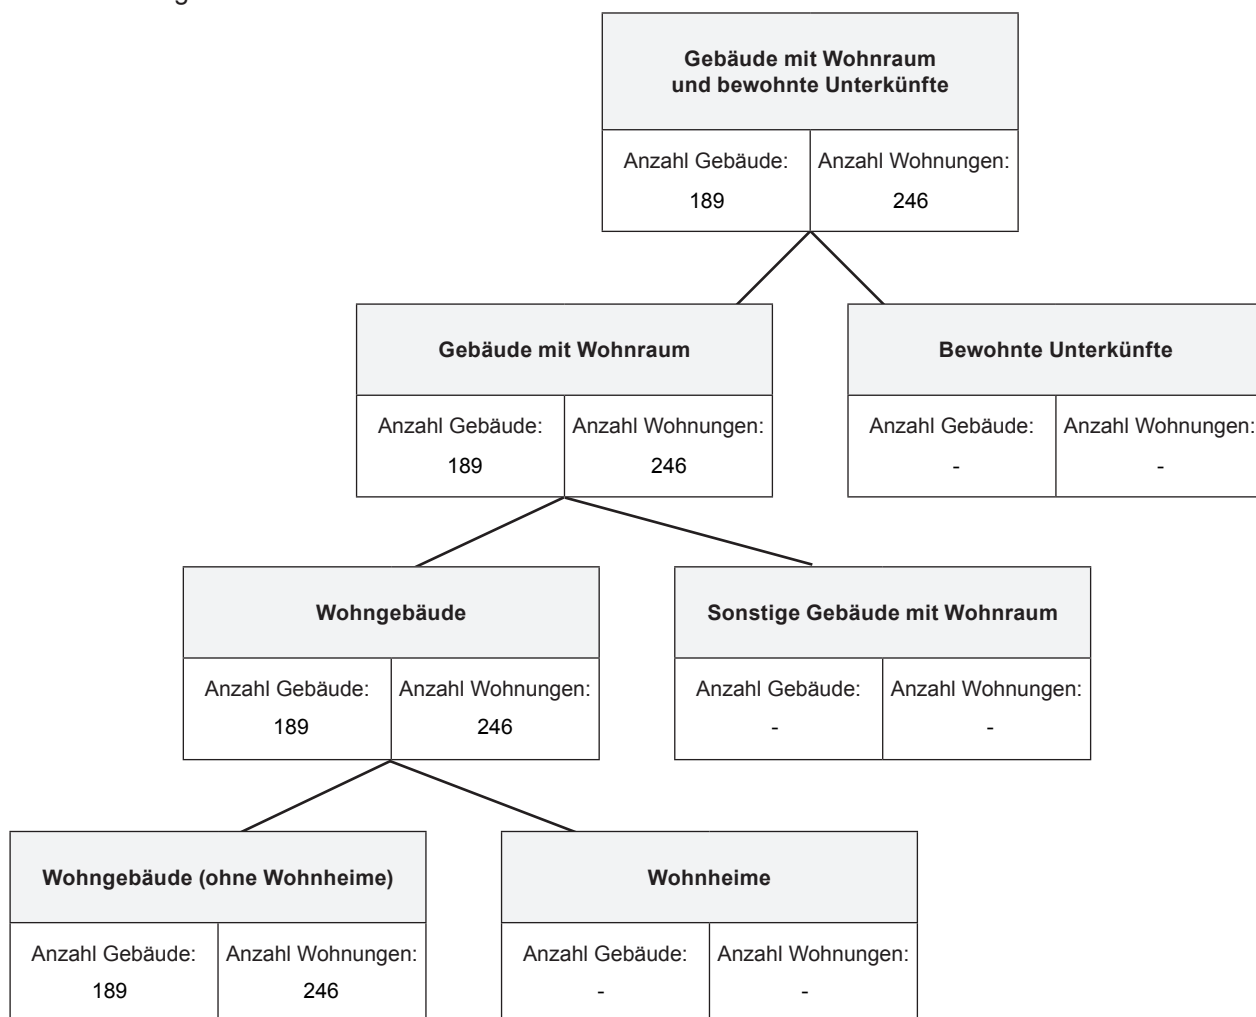 Gebäude mit Wohnraum
und bewohnte Unterkünfte
Anzahl Gebäude: Anzahl Wohnungen:
189 246
Gebäude mit Wohnraum Bewohnte Unterkünfte
Anzahl Gebäude: Anzahl Wohnungen: Anzahl Gebäude: Anzahl Wohnungen:
189 246 - -
Wohngebäude Sonstige Gebäude mit Wohnraum
Anzahl Gebäude: Anzahl Wohnungen: Anzahl Gebäude: Anzahl Wohnungen:
189 246 - -
Wohngebäude (ohne Wohnheime) Wohnheime
Anzahl Gebäude: Anzahl Wohnungen: Anzahl Gebäude: Anzahl Wohnungen:
189 246 - -